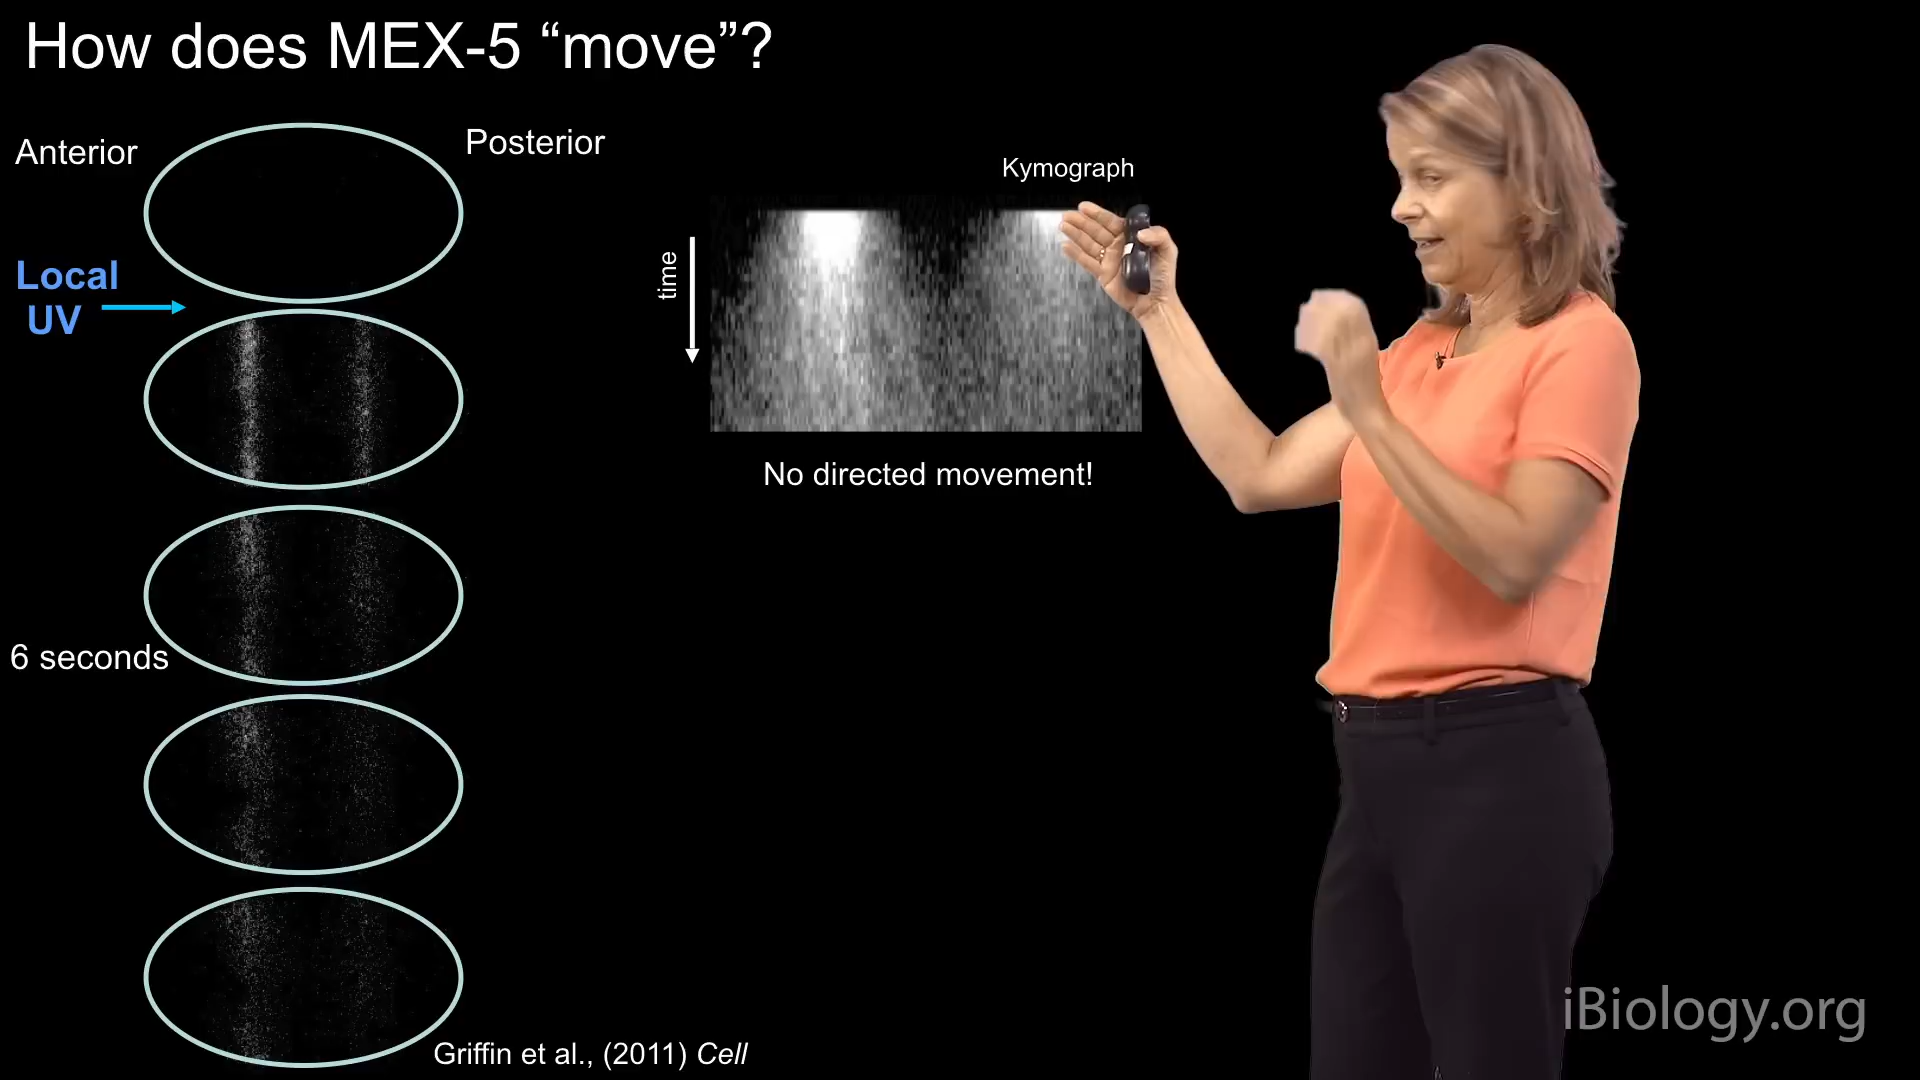 How does MEX-5 “move”?
Anterior
Posterior
Kymograph
Local
UV
time
No directed movement!
6 seconds
Griffin et al., (2011) Cell
iBiology.org